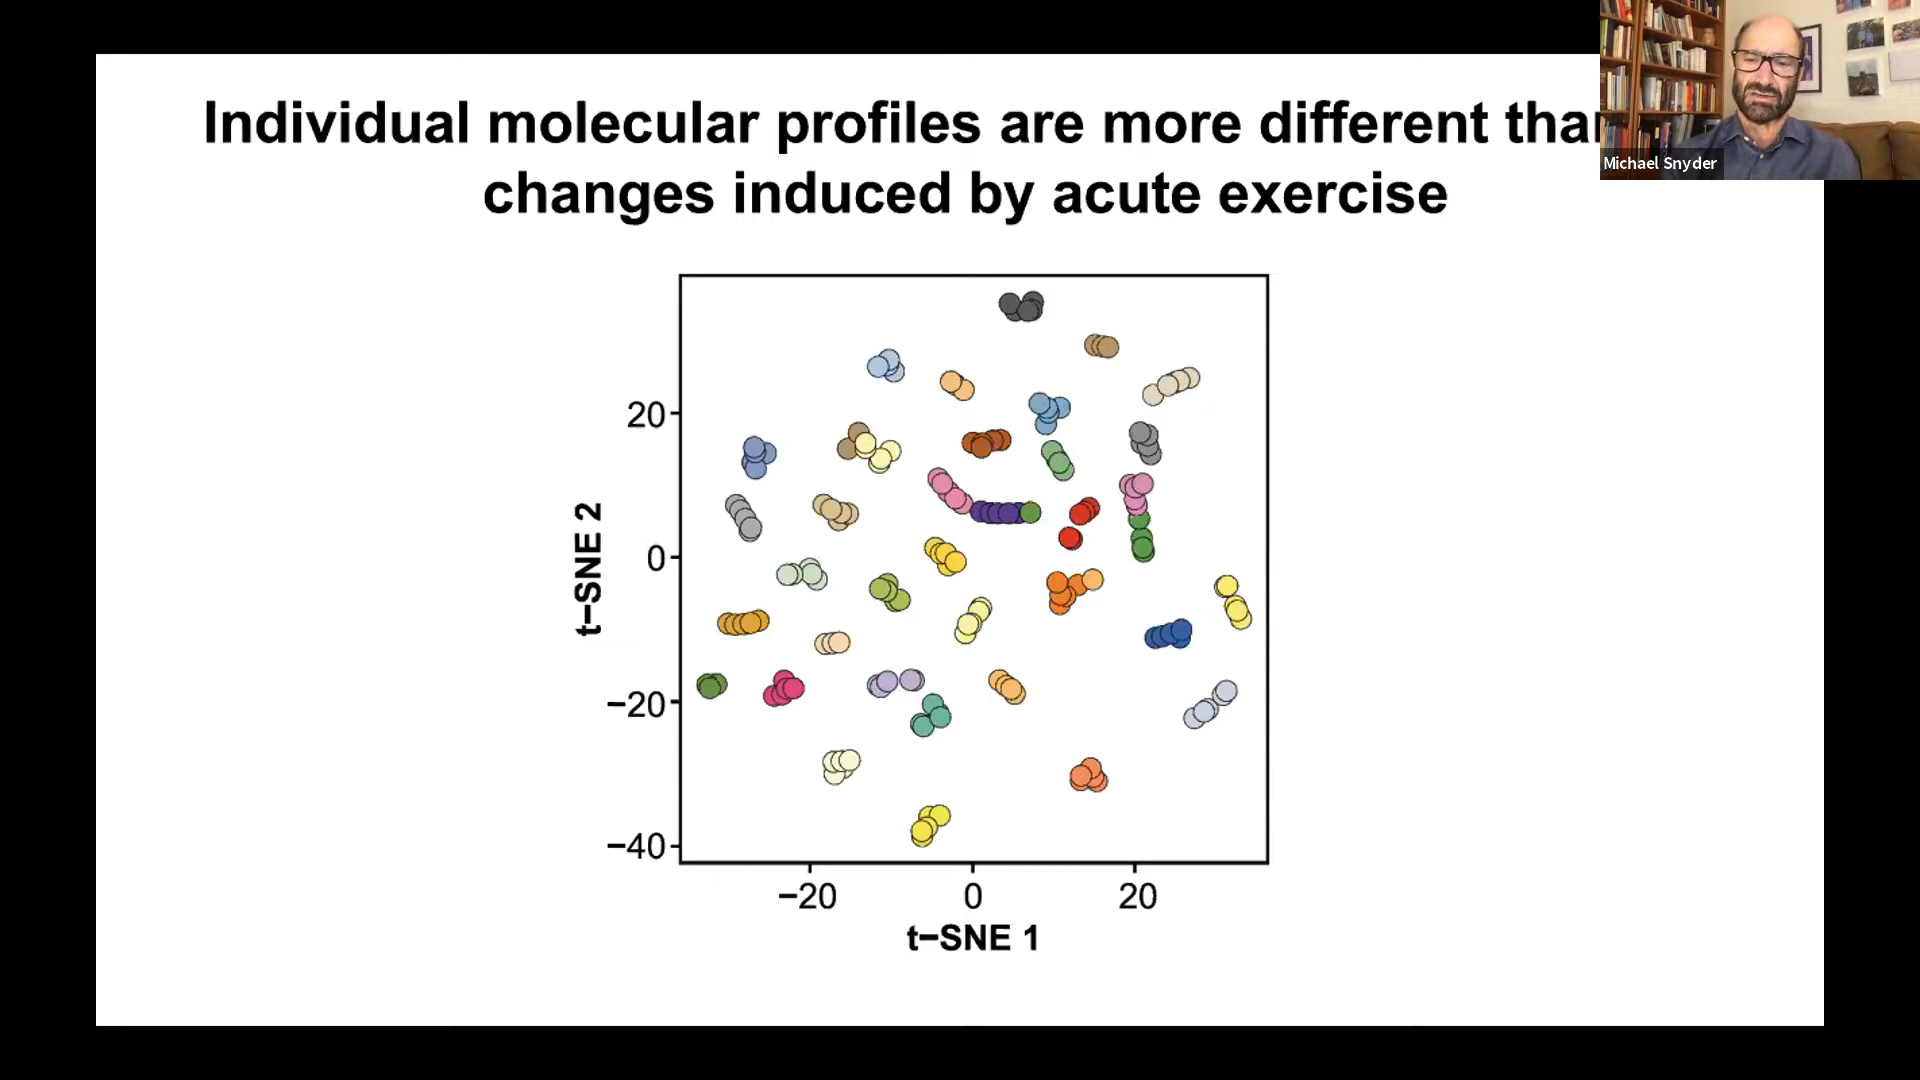 Individual molecular profiles are more different than
changes induced by acute exercise
Michael Snyder
t−SNE 2
20
0
−20
−40
−20 0 20
t−SNE 1